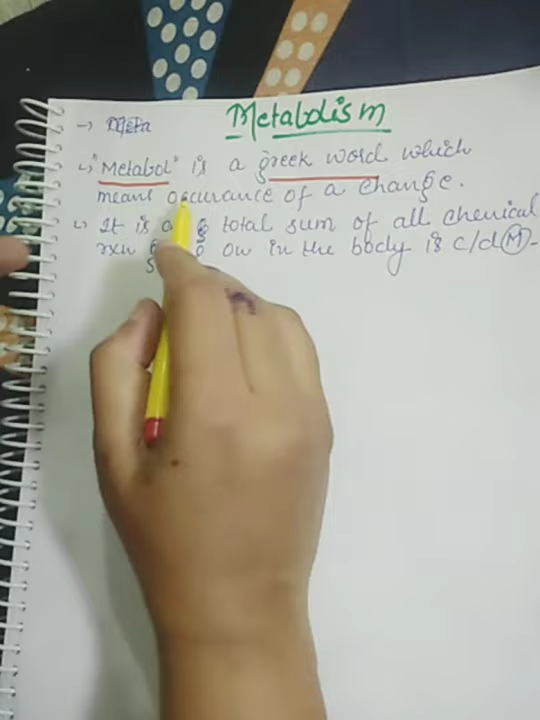 Metabolism
→ Meta
↳ "Metabol" is a greek word which
means occurance of a change.
↳ It is a total sum of all chemical
rxn on in the body is c/d (M)-